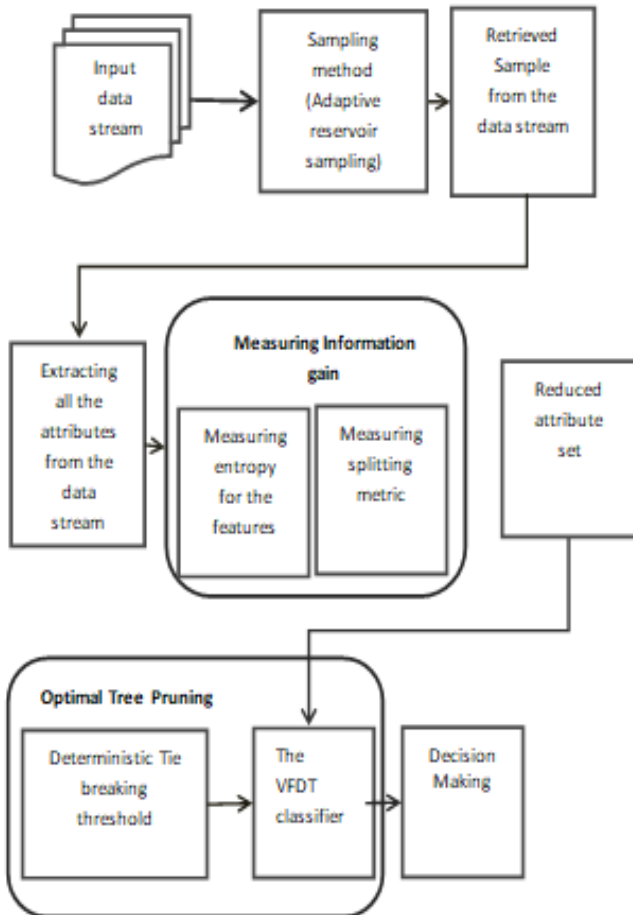 Input
data
stream
Sampling
method
(Adaptive
reservoir
sampling)
Retrieved
Sample
from the
data stream
Extracting
all the
attributes
from the
data
stream
Measuring Information
gain
Measuring
entropy
for the
features
Measuring
splitting
metric
Reduced
attribute
set
Optimal Tree Pruning
Deterministic Tie
breaking
threshold
The
VFDT
classifier
Decision
Making